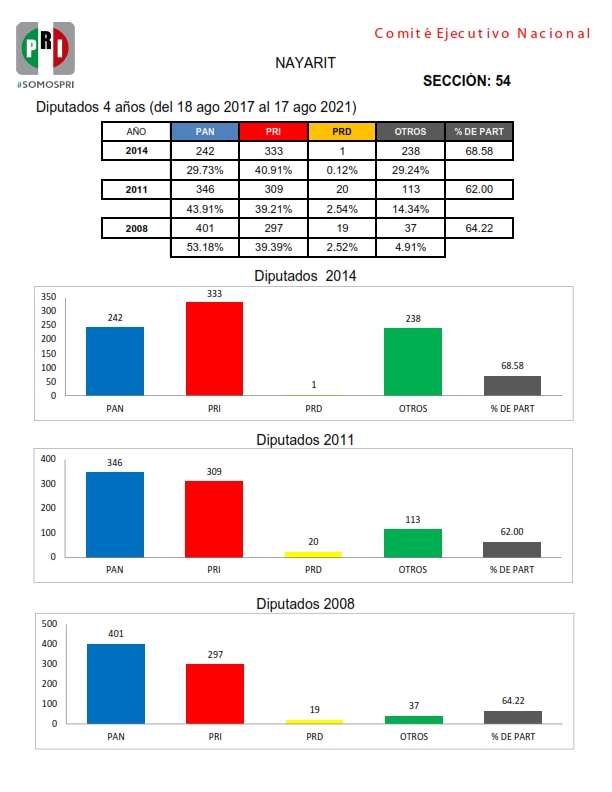 Comité Ejecutivo Nacional
PRI
#SOMOSPRI
NAYARIT
SECCIÓN: 54
Diputados 4 años (del 18 ago 2017 al 17 ago 2021)
AÑO PAN PRI PRD OTROS % DE PART
2014 242 333 1 238 68.58
29.73% 40.91% 0.12% 29.24%
2011 346 309 20 113 62.00
43.91% 39.21% 2.54% 14.34%
2008 401 297 19 37 64.22
53.18% 39.39% 2.52% 4.91%
Diputados 2014
350
300
250
200
150
100
50
0
242 333 1 238 68.58
PAN PRI PRD OTROS % DE PART
Diputados 2011
400
300
200
100
0
346 309 20 113 62.00
PAN PRI PRD OTROS % DE PART
Diputados 2008
500
400
300
200
100
0
401 297 19 37 64.22
PAN PRI PRD OTROS % DE PART